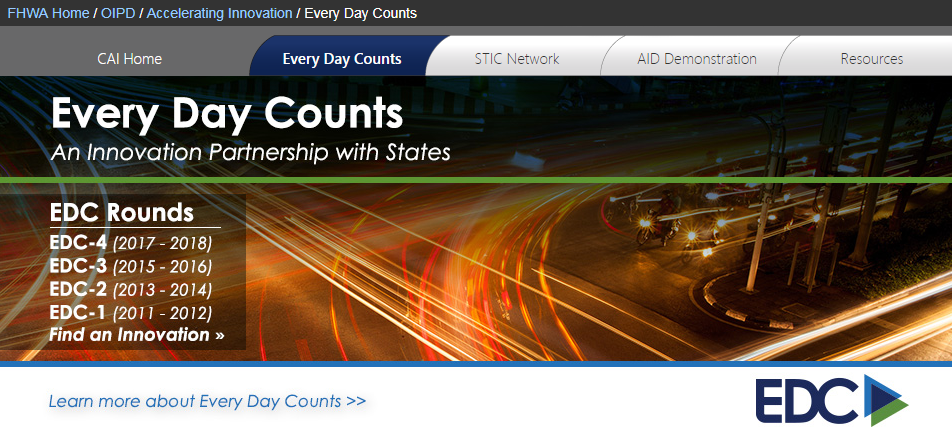 FHWA Home / OIPD / Accelerating Innovation / Every Day Counts
CAI Home Every Day Counts STIC Network AID Demonstration Resources
Every Day Counts
An Innovation Partnership with States
EDC Rounds
EDC-4 (2017 - 2018)
EDC-3 (2015 - 2016)
EDC-2 (2013 - 2014)
EDC-1 (2011 - 2012)
Find an Innovation »
Learn more about Every Day Counts >>
EDC